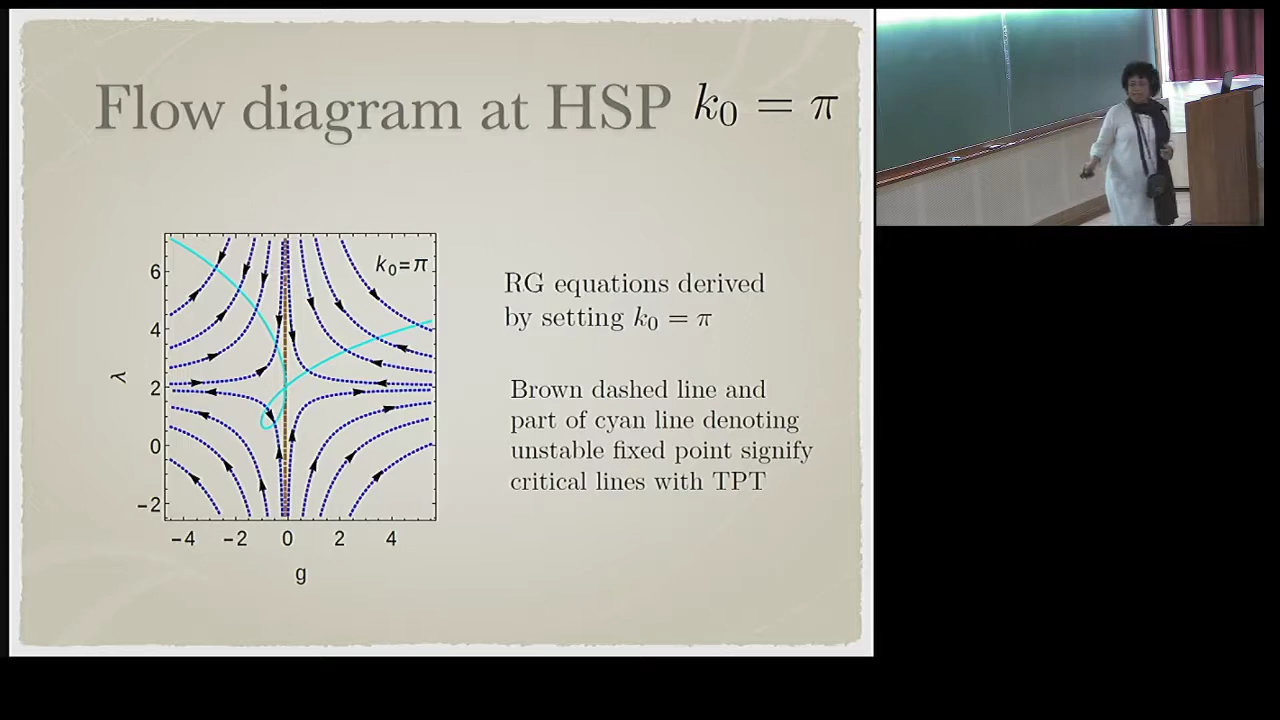 Flow diagram at HSP k₀ = π
k₀=π
6
4
2
0
−2
λ
−4 −2 0 2 4
g
RG equations derived
by setting k₀ = π
Brown dashed line and
part of cyan line denoting
unstable fixed point signify
critical lines with TPT